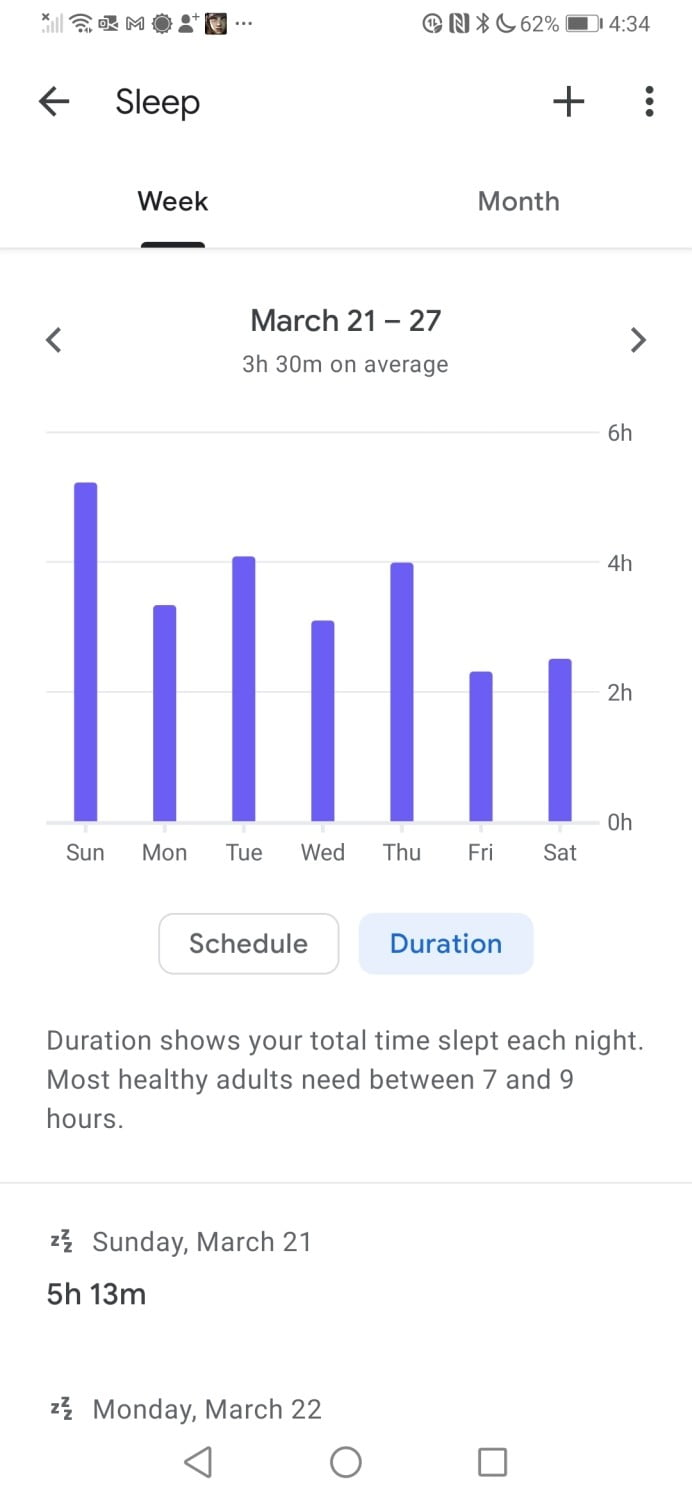 62% 4:34
Sleep
Week Month
March 21 – 27
3h 30m on average
6h
4h
2h
0h
Sun Mon Tue Wed Thu Fri Sat
Schedule Duration
Duration shows your total time slept each night.
Most healthy adults need between 7 and 9
hours.
Sunday, March 21
5h 13m
Monday, March 22